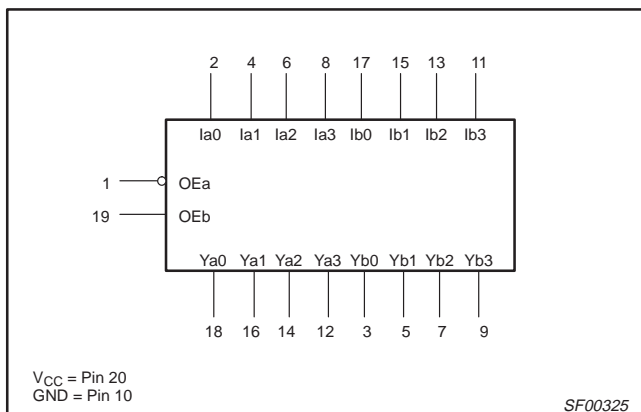 2 4 6 8 17 15 13 11
Ia0 Ia1 Ia2 Ia3 Ib0 Ib1 Ib2 Ib3
1 OEa
19 OEb
Ya0 Ya1 Ya2 Ya3 Yb0 Yb1 Yb2 Yb3
18 16 14 12 3 5 7 9
VCC = Pin 20
GND = Pin 10
SF00325